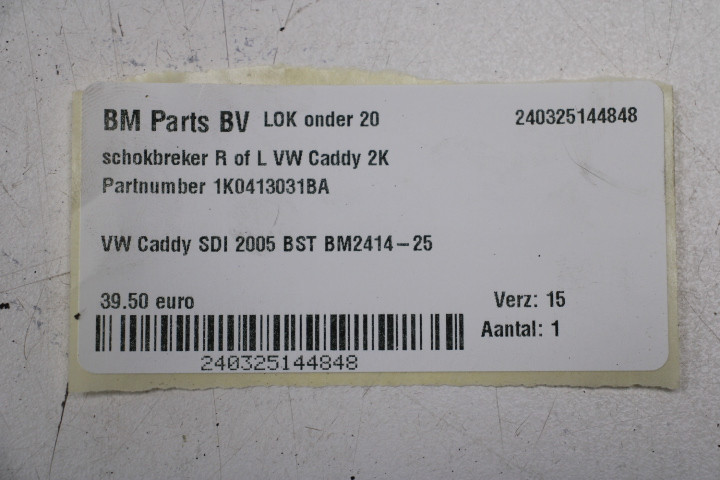 BM Parts BV LOK onder 20 240325144848
schokbreker R of L VW Caddy 2K
Partnumber 1K0413031BA
VW Caddy SDI 2005 BST BM2414-25
39.50 euro Verz: 15
Aantal: 1
240325144848